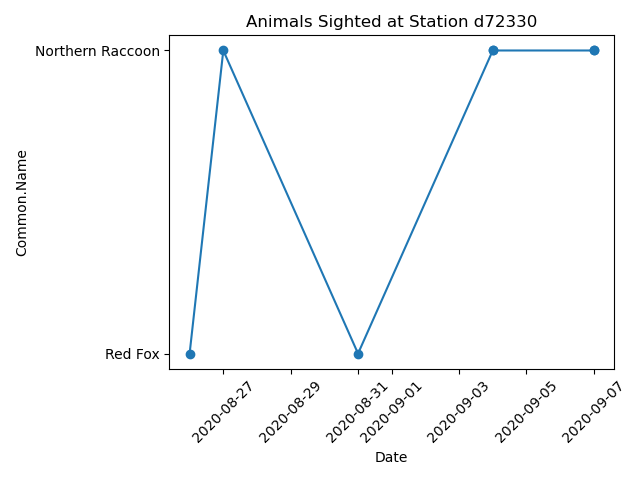 Animals Sighted at Station d72330
Northern Raccoon
Common.Name
Red Fox
2020-08-27
2020-08-29
2020-08-31
2020-09-01
2020-09-03
2020-09-05
2020-09-07
Date